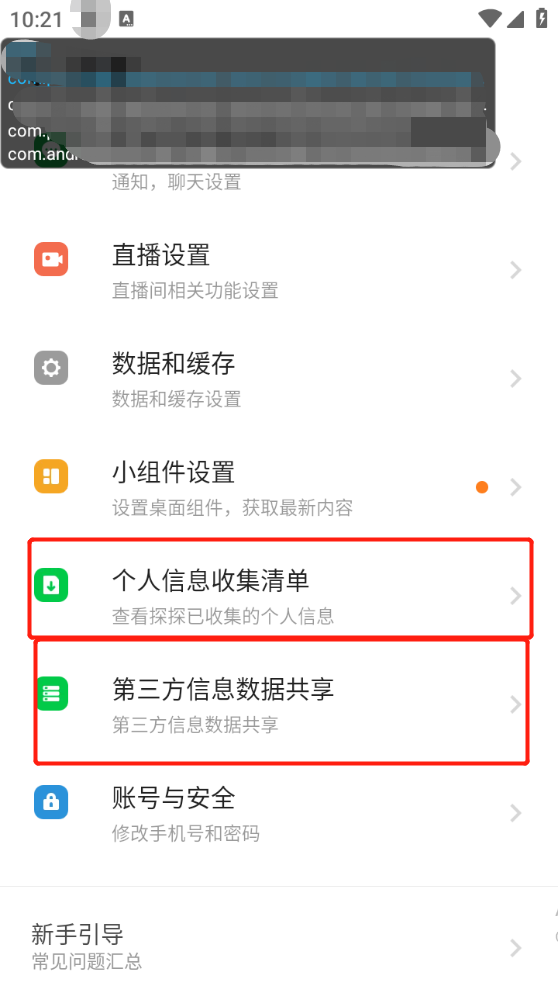 10:21
A
com.
com.andr
通知，聊天设置
直播设置
直播间相关功能设置
数据和缓存
数据和缓存设置
小组件设置
设置桌面组件，获取最新内容
个人信息收集清单
查看探探已收集的个人信息
第三方信息数据共享
第三方信息数据共享
账号与安全
修改手机号和密码
新手引导
常见问题汇总